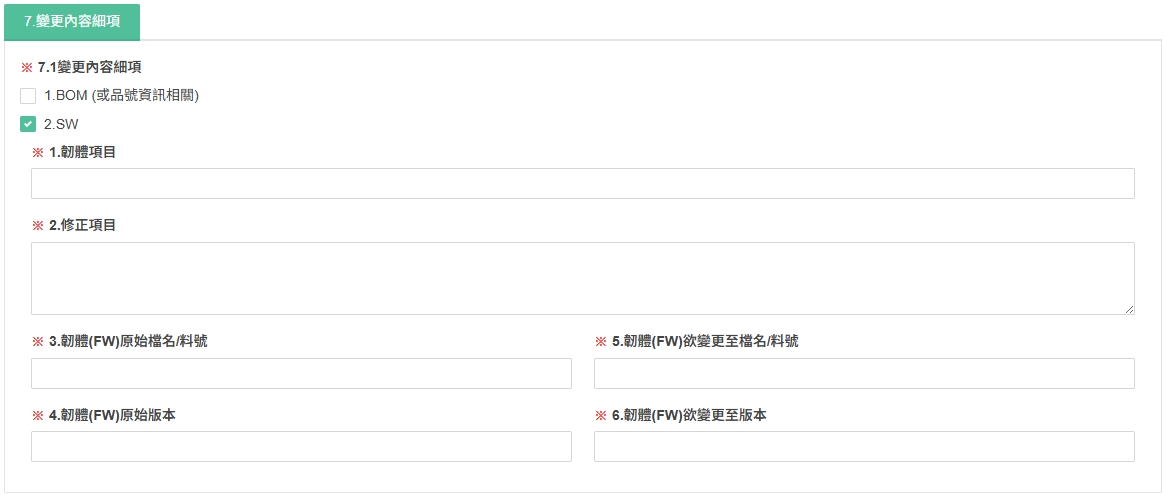 7.變更內容細項
※ 7.1變更內容細項
1.BOM (或品號資訊相關)
2.SW
※ 1.韌體項目
※ 2.修正項目
※ 3.韌體(FW)原始檔名/料號
※ 5.韌體(FW)欲變更至檔名/料號
※ 4.韌體(FW)原始版本
※ 6.韌體(FW)欲變更至版本